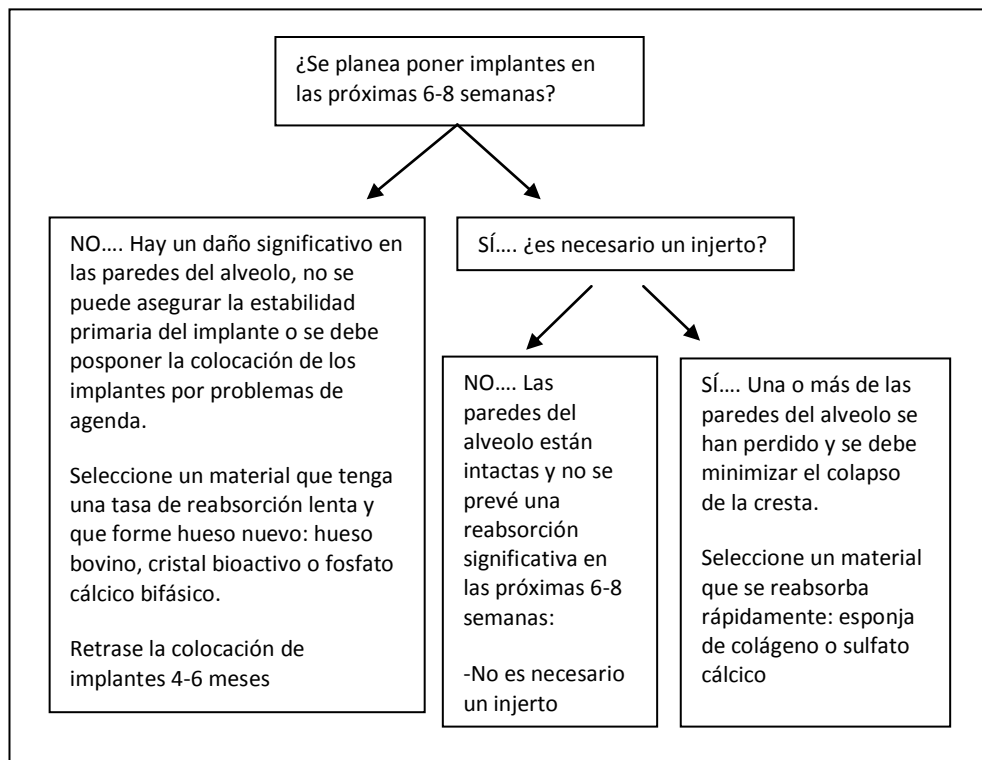 ¿Se planea poner implantes en
las próximas 6-8 semanas?
NO.... Hay un daño significativo en
las paredes del alveolo, no se
puede asegurar la estabilidad
primaria del implante o se debe
posponer la colocación de los
implantes por problemas de
agenda.
Seleccione un material que tenga
una tasa de reabsorción lenta y
que forme hueso nuevo: hueso
bovino, cristal bioactivo o fosfato
cálcico bifásico.
Retrase la colocación de
implantes 4-6 meses
SÍ.... ¿es necesario un injerto?
NO.... Las
paredes del
alveolo están
intactas y no se
prevé una
reabsorción
significativa en
las próximas 6-8
semanas:
-No es necesario
un injerto
SÍ.... Una o más de las
paredes del alveolo se
han perdido y se debe
minimizar el colapso
de la cresta.
Seleccione un material
que se reabsorba
rápidamente: esponja
de colágeno o sulfato
cálcico